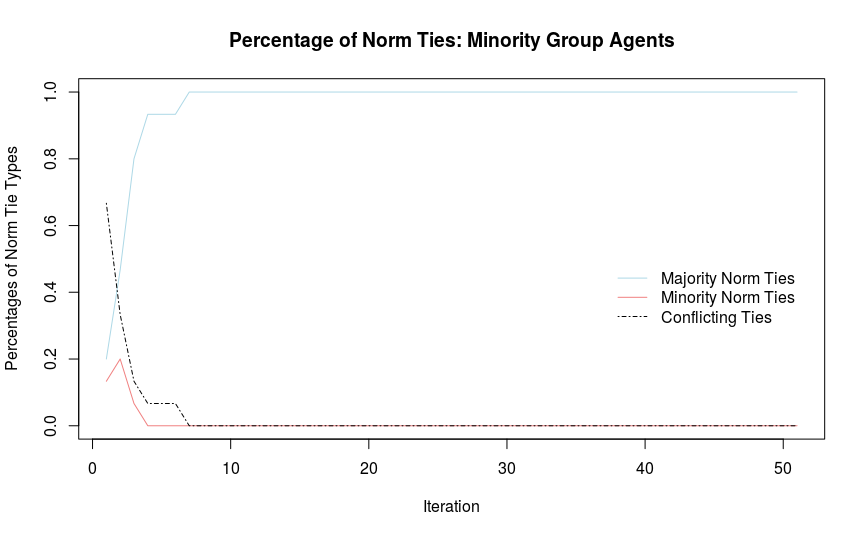 Percentage of Norm Ties: Minority Group Agents
Percentages of Norm Tie Types
1.0
0.8
0.6
0.4
0.2
0.0
Majority Norm Ties
Minority Norm Ties
Conflicting Ties
0 10 20 30 40 50
Iteration